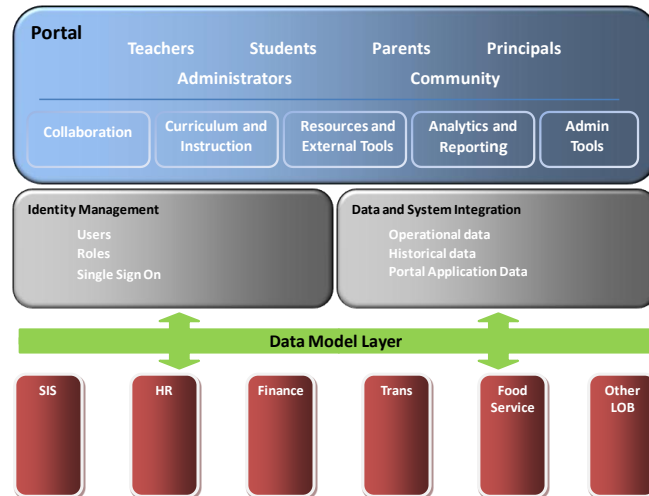 Portal
Teachers Students Parents Principals
Administrators Community
Collaboration
Curriculum and
Instruction
Resources and
External Tools
Analytics and
Reporting
Admin
Tools
Identity Management
Users
Roles
Single Sign On
Data and System Integration
Operational data
Historical data
Portal Application Data
Data Model Layer
SIS
HR
Finance
Trans
Food
Service
Other
LOB